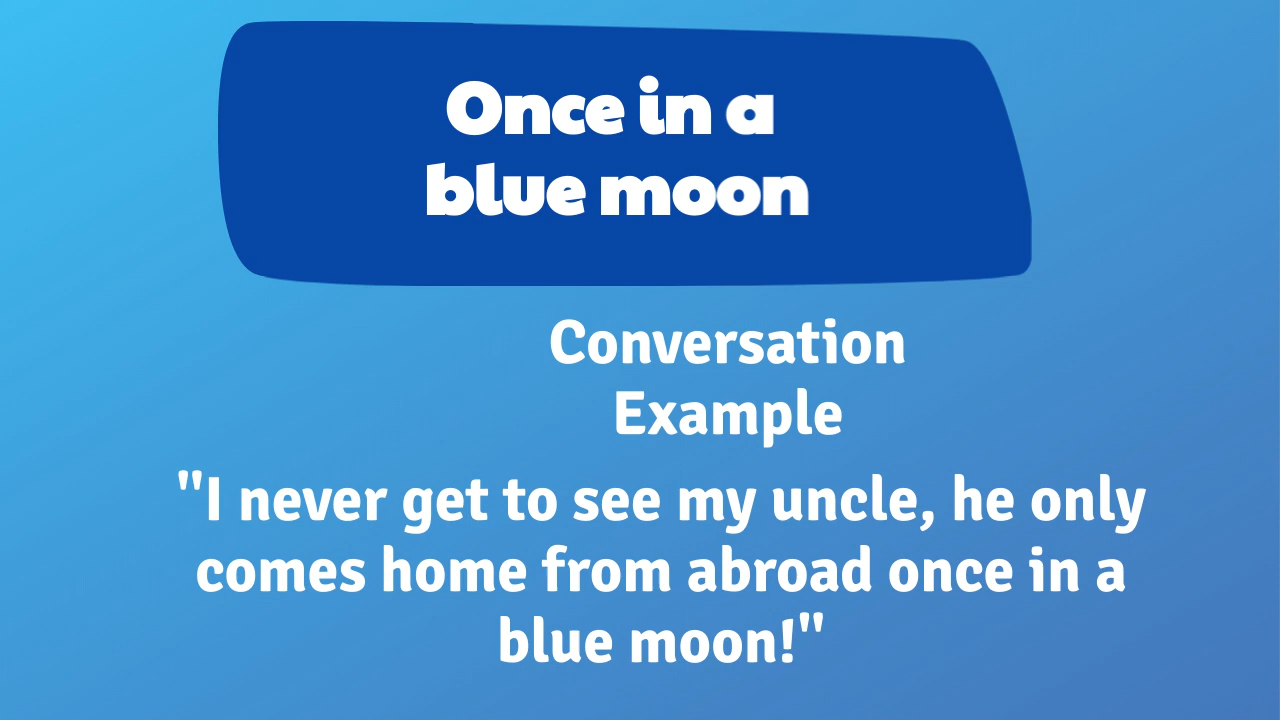 Once in a
blue moon
Conversation
Example
"I never get to see my uncle, he only
comes home from abroad once in a
blue moon!"